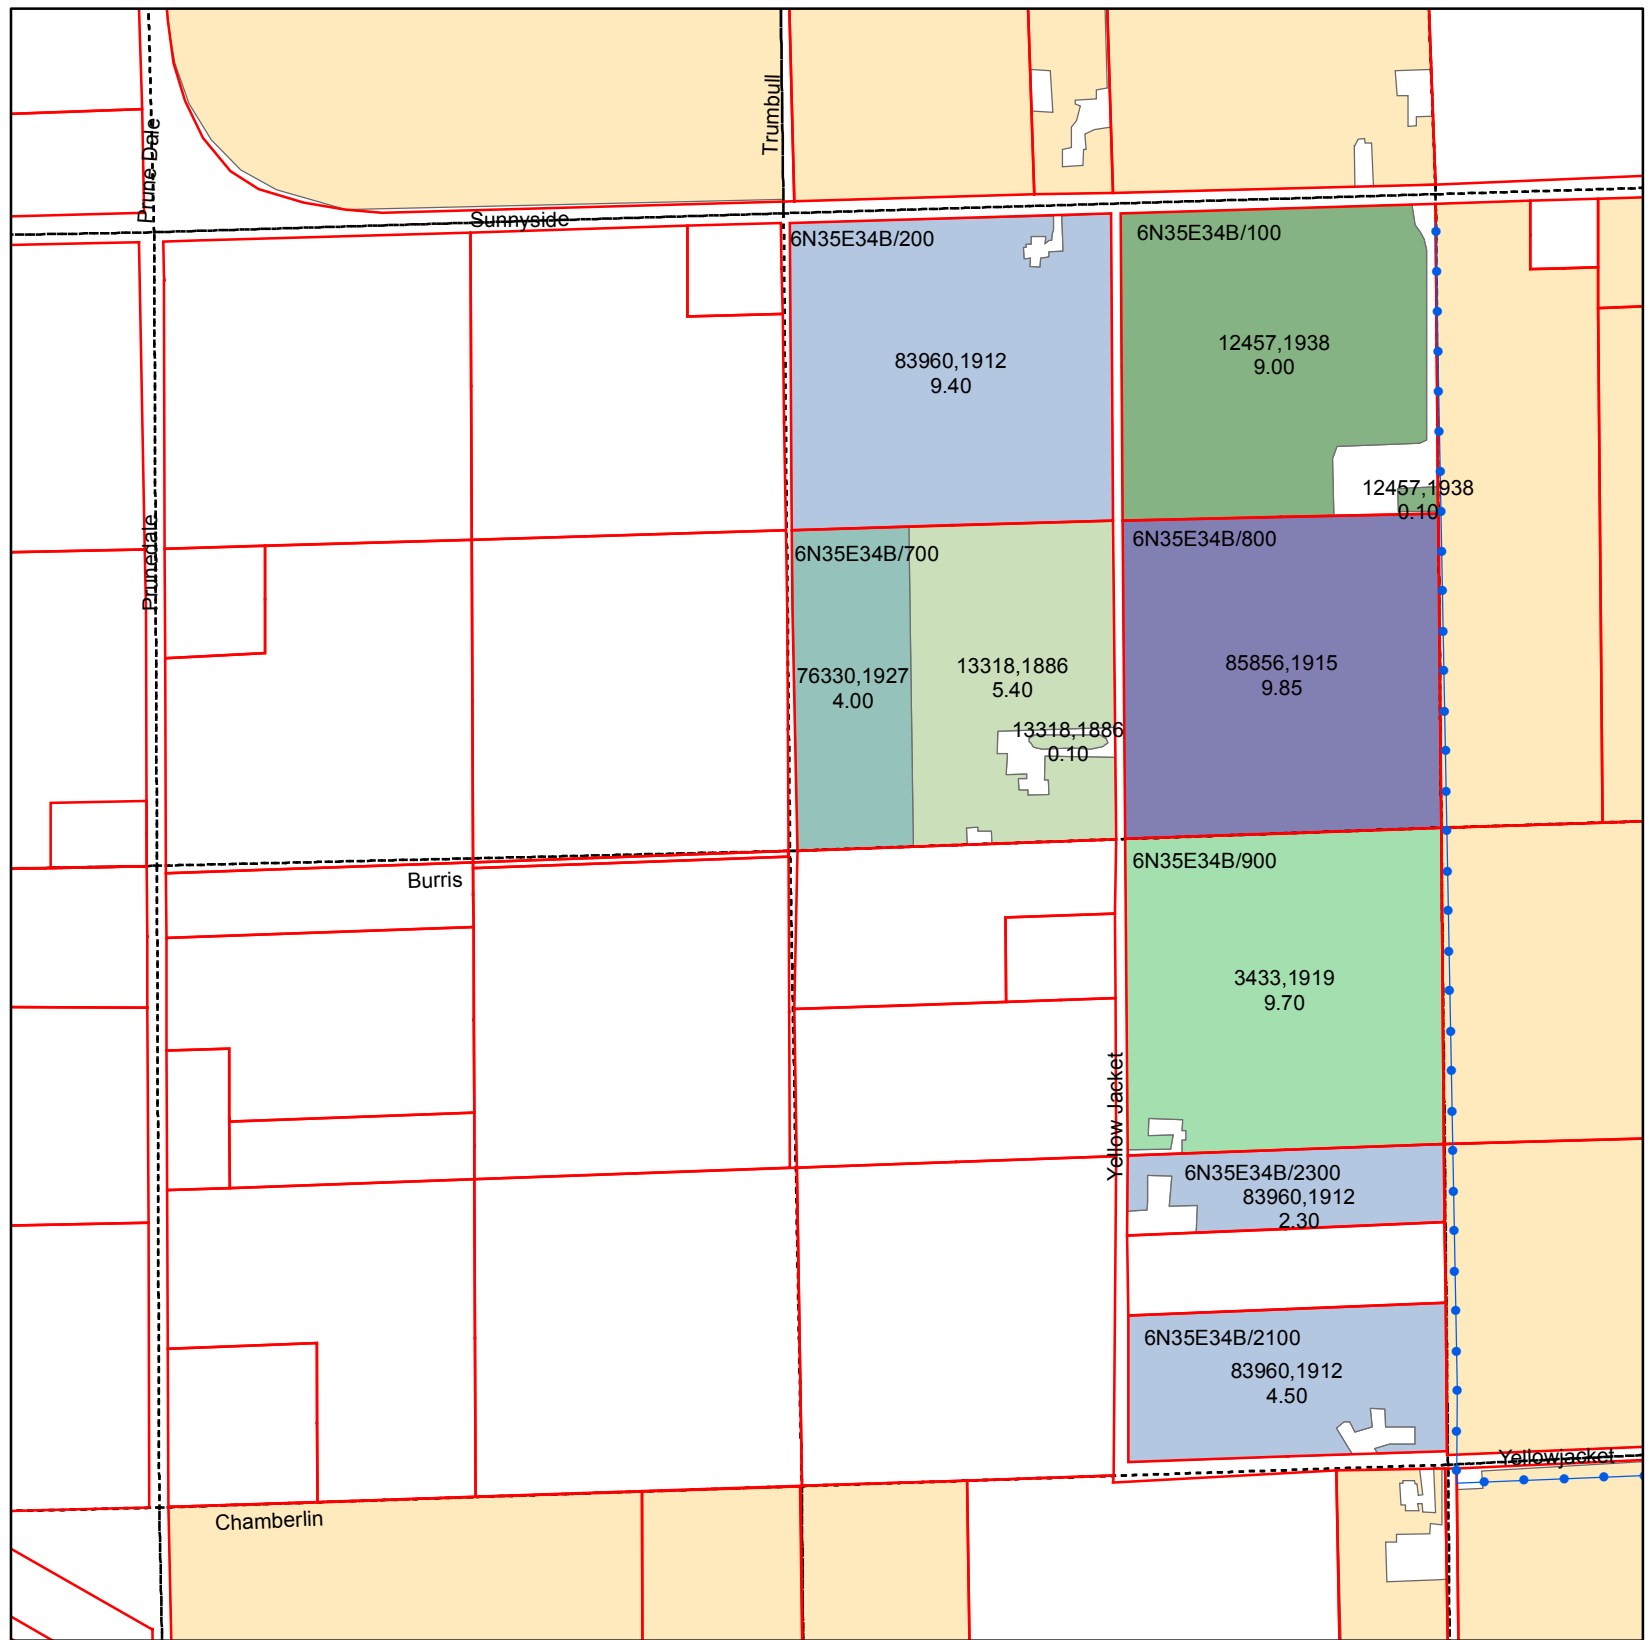 Prune Dale
Trumbull
Sunnyside
6N35E34B/200
6N35E34B/100
83960,1912
9.40
12457,1938
9.00
12457,1938
0.10
Prunedale
6N35E34B/700
6N35E34B/800
76330,1927
4.00
13318,1886
5.40
13318,1886
0.10
85856,1915
9.85
Burris
6N35E34B/900
3433,1919
9.70
Yellow Jacket
6N35E34B/2300
83960,1912
2.30
6N35E34B/2100
83960,1912
4.50
Yellowjacket
Chamberlin